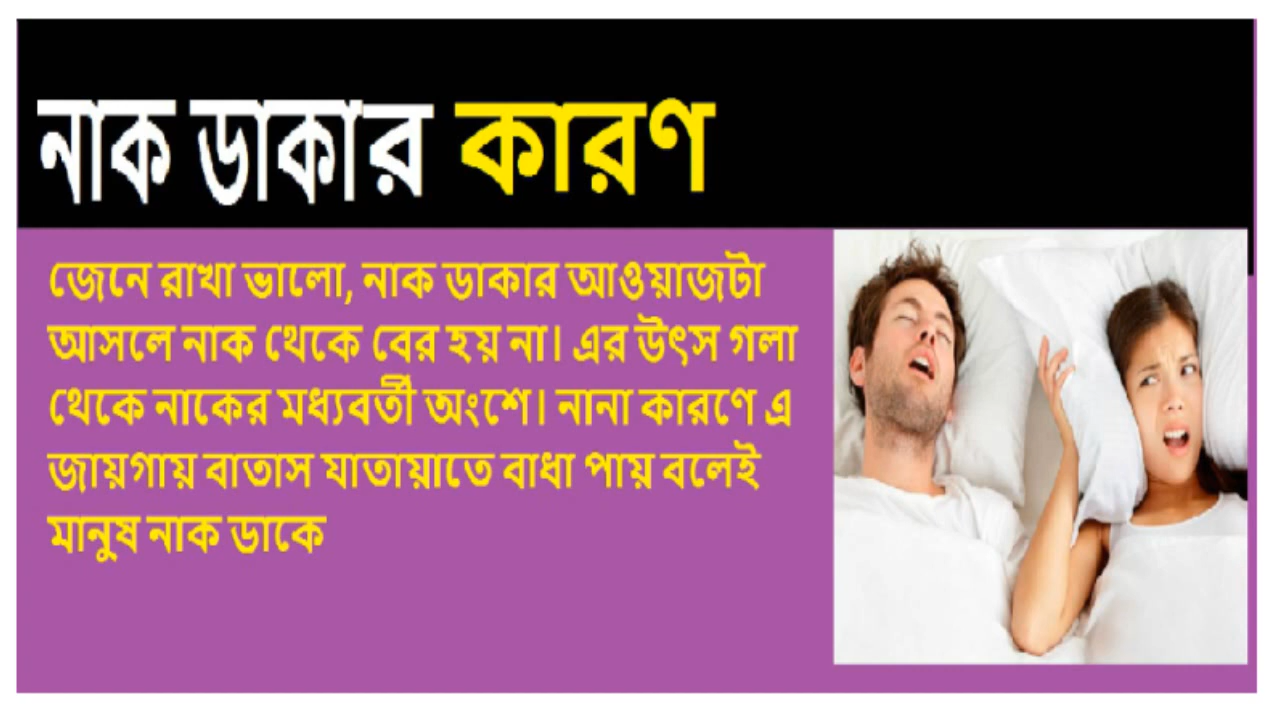 নাক ডাকার কারণ
জেনে রাখা ভালো, নাক ডাকার আওয়াজটা
আসলে নাক থেকে বের হয় না। এর উৎস গলা
থেকে নাকের মধ্যবর্তী অংশে। নানা কারণে এ
জায়গায় বাতাস যাতায়াতে বাধা পায় বলেই
মানুষ নাক ডাকে